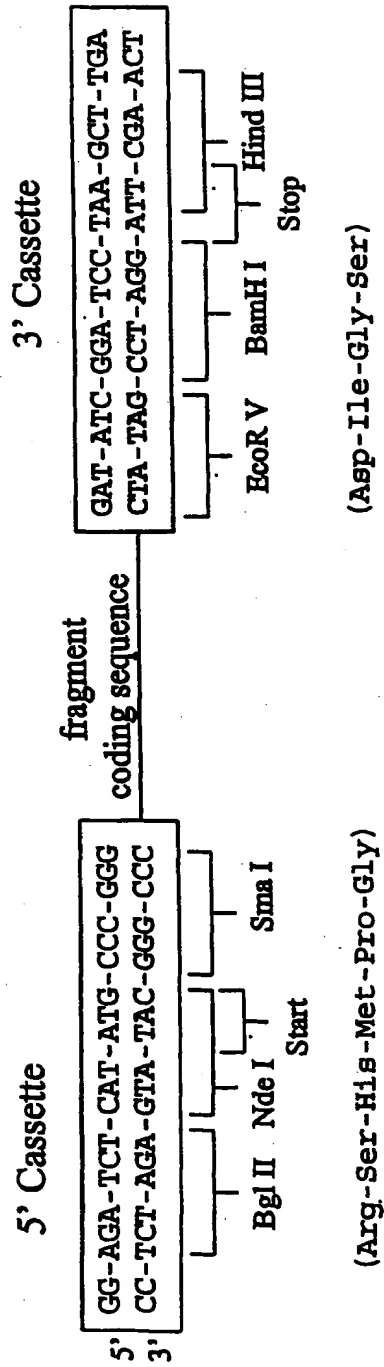 5' Cassette
5' GG-AGA-TCT-CAT-ATG-CCC-GGG
3' CC-TCT-AGA-GTA-TAC-GGG-CCC
Bgl II Nde I Sma I
Start
(Arg-Ser-His-Met-Pro-Gly)
fragment
coding sequence
3' Cassette
GAT-ATC-GGA-TCC-TAA-GCT-TGA
CTA-TAG-CCT-AGG-ATT-CGA-ACT
EcoR V BamH I Hind III
Stop
(Asp-Ile-Gly-Ser)